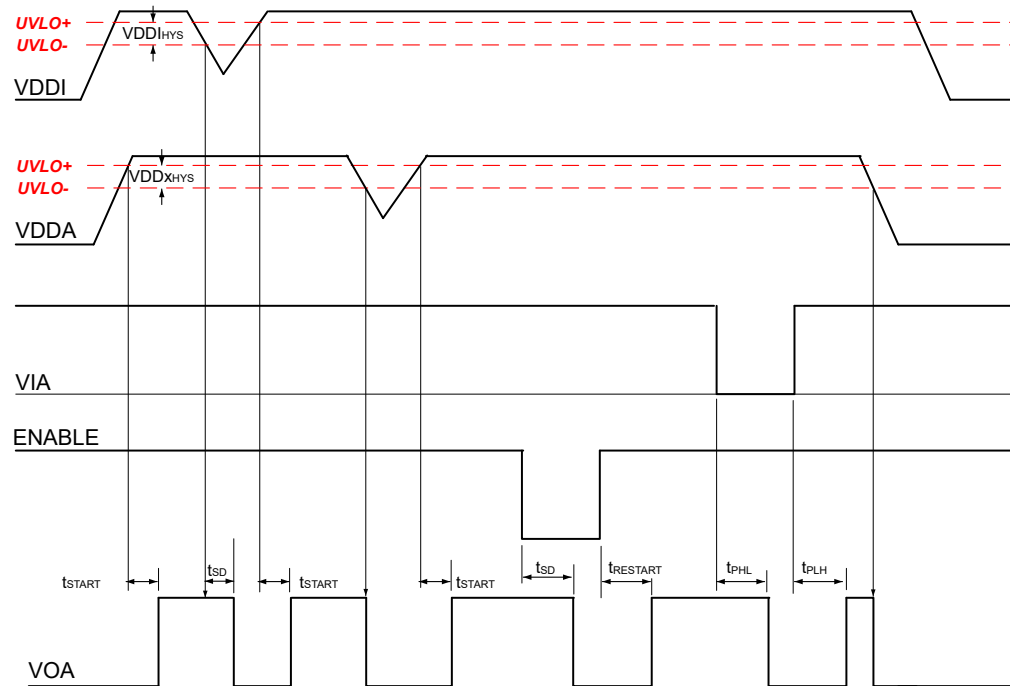 UVLO+
VDDIHYS
UVLO-
VDDI
UVLO+
VDDxHYS
UVLO-
VDDA
VIA
ENABLE
tSTART
tSD
tSTART
tSTART
tSD
tRESTART
tPHL
tPLH
VOA